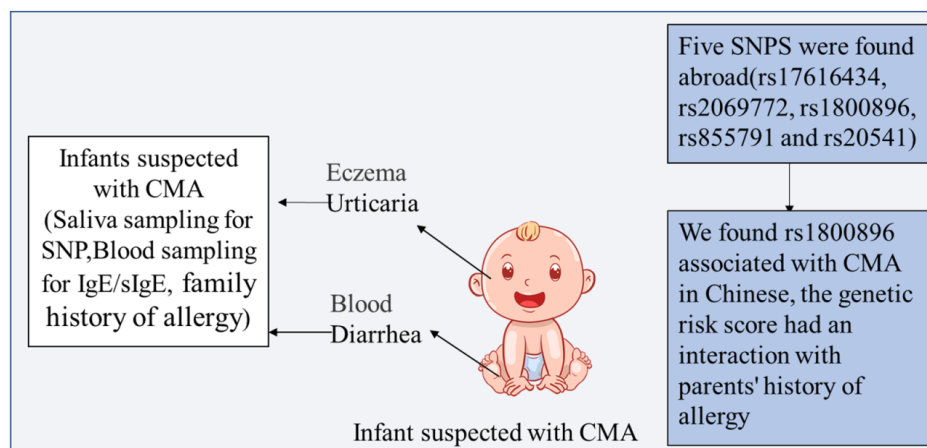 Infants suspected
with CMA
(Saliva sampling for
SNP,Blood sampling
for IgE/sIgE, family
history of allergy)
Eczema
Urticaria
Blood
Diarrhea
Infant suspected with CMA
Five SNPS were found
abroad(rs17616434,
rs2069772, rs1800896,
rs855791 and rs20541)
We found rs1800896
associated with CMA
in Chinese, the genetic
risk score had an
interaction with
parents' history of
allergy